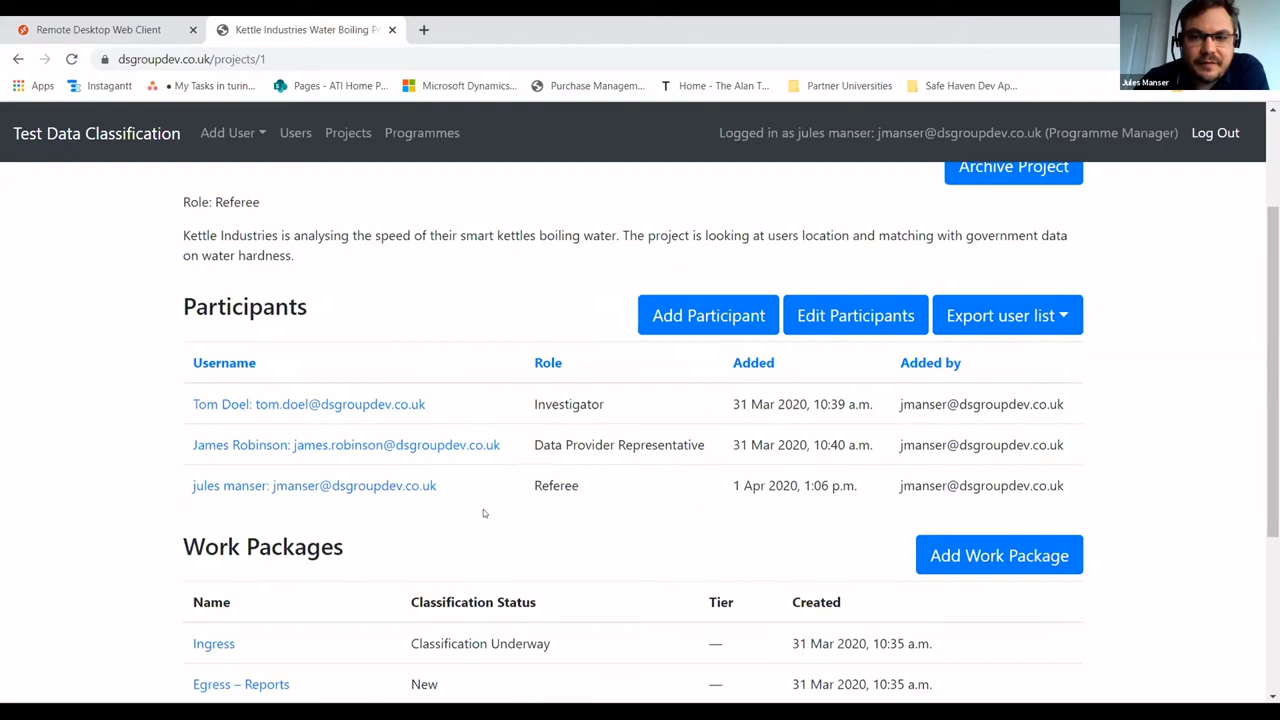 Remote Desktop Web Client
Kettle Industries Water Boiling Pr
dsgroupdev.co.uk/projects/1
Apps
Instagantt
• My Tasks in turin...
Pages - ATI Home P...
Microsoft Dynamics...
Purchase Managem...
T Home - The Alan T...
Partner Universities
Safe Haven Dev Ap...
Jules Manser
Test Data Classification Add User Users Projects Programmes Logged in as jules manser: jmanser@dsgroupdev.co.uk (Programme Manager) Log Out
Archive Project
Role: Referee
Kettle Industries is analysing the speed of their smart kettles boiling water. The project is looking at users location and matching with government data
on water hardness.
Participants Add Participant Edit Participants Export user list
Username Role Added Added by
Tom Doel: tom.doel@dsgroupdev.co.uk Investigator 31 Mar 2020, 10:39 a.m. jmanser@dsgroupdev.co.uk
James Robinson: james.robinson@dsgroupdev.co.uk Data Provider Representative 31 Mar 2020, 10:40 a.m. jmanser@dsgroupdev.co.uk
jules manser: jmanser@dsgroupdev.co.uk Referee 1 Apr 2020, 1:06 p.m. jmanser@dsgroupdev.co.uk
Work Packages Add Work Package
Name Classification Status Tier Created
Ingress Classification Underway — 31 Mar 2020, 10:35 a.m.
Egress – Reports New — 31 Mar 2020, 10:35 a.m.